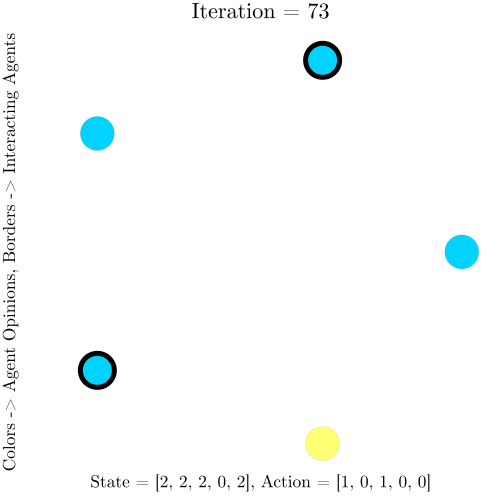 Iteration = 73
Colors -> Agent Opinions, Borders -> Interacting Agents
State = [2, 2, 2, 0, 2], Action = [1, 0, 1, 0, 0]